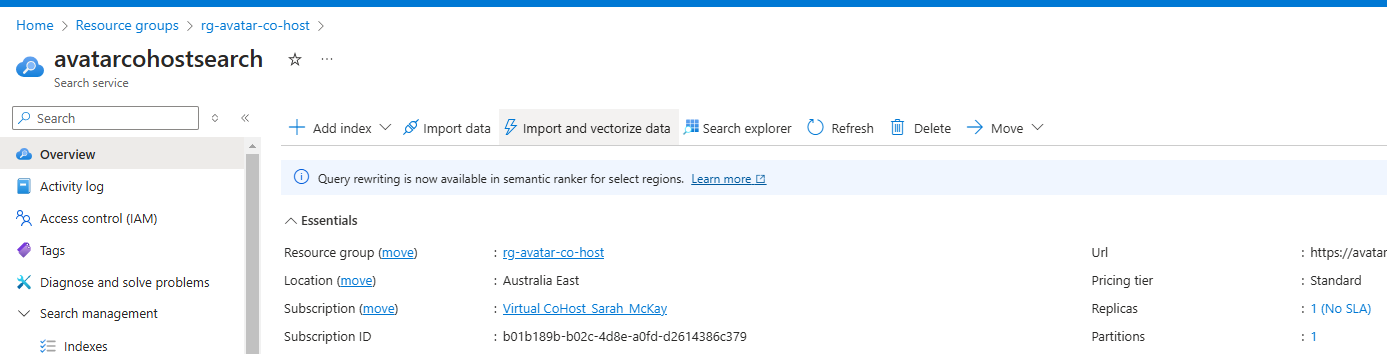 Home > Resource groups > rg-avatar-co-host >
avatarcohostsearch
Search service
Search
Add index Import data Import and vectorize data Search explorer Refresh Delete Move
Overview
Activity log
Access control (IAM)
Tags
Diagnose and solve problems
Search management
Indexes
Query rewriting is now available in semantic ranker for select regions. Learn more
Essentials
Resource group (move) : rg-avatar-co-host
Location (move) : Australia East
Subscription (move) : Virtual CoHost_Sarah_McKay
Subscription ID : b01b189b-b02c-4d8e-a0fd-d2614386c379
Url : https://avatar
Pricing tier : Standard
Replicas : 1 (No SLA)
Partitions : 1